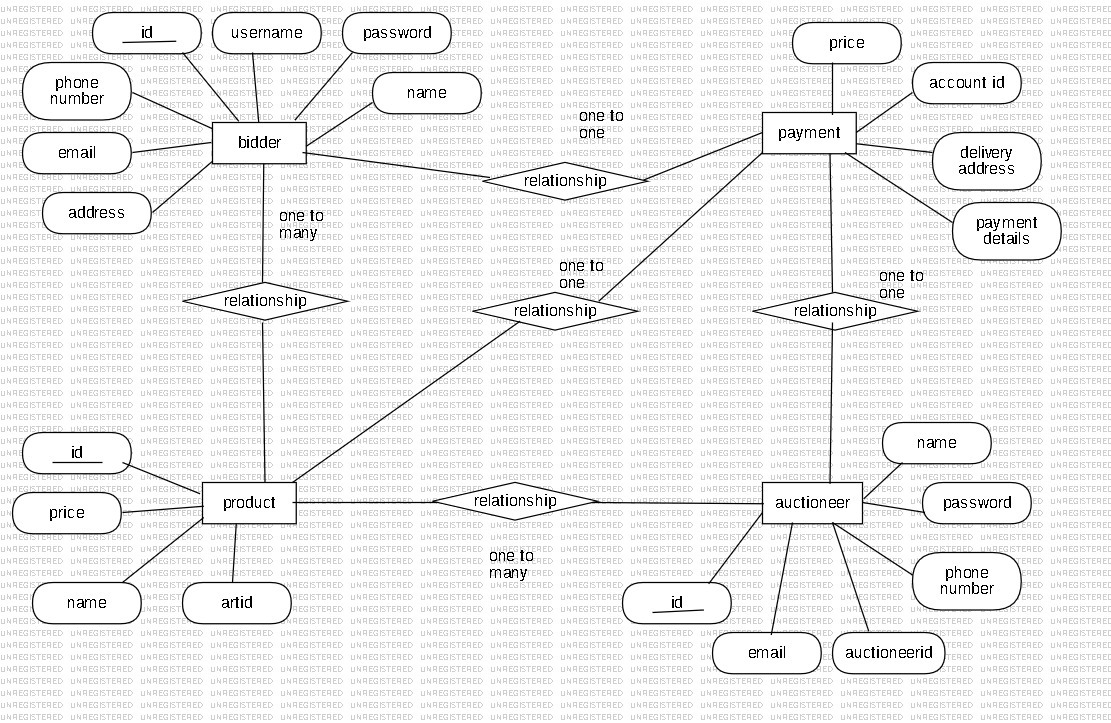 id
username
password
price
phone
number
name
account id
one to
one
bidder
payment
email
delivery
address
relationship
address
one to
many
payment
details
one to
one
one to
one
relationship
relationship
relationship
name
id
product
relationship
auctioneer
password
price
one to
many
phone
number
name
artid
id
email
auctioneerid
UNREGISTERED